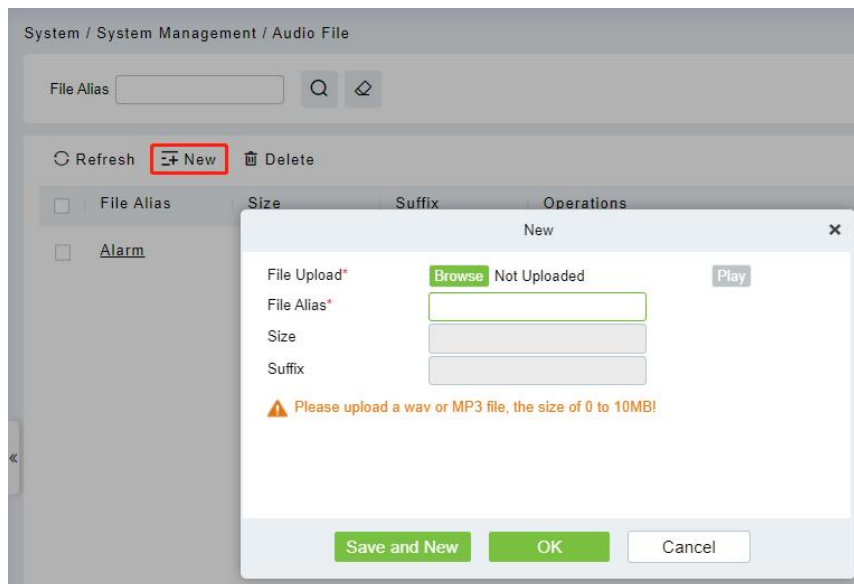 System / System Management / Audio File
File Alias
Refresh New Delete
File Alias Size Suffix Operations
Alarm
New
File Upload* Browse Not Uploaded Play
File Alias*
Size
Suffix
Please upload a wav or MP3 file, the size of 0 to 10MB!
Save and New OK Cancel